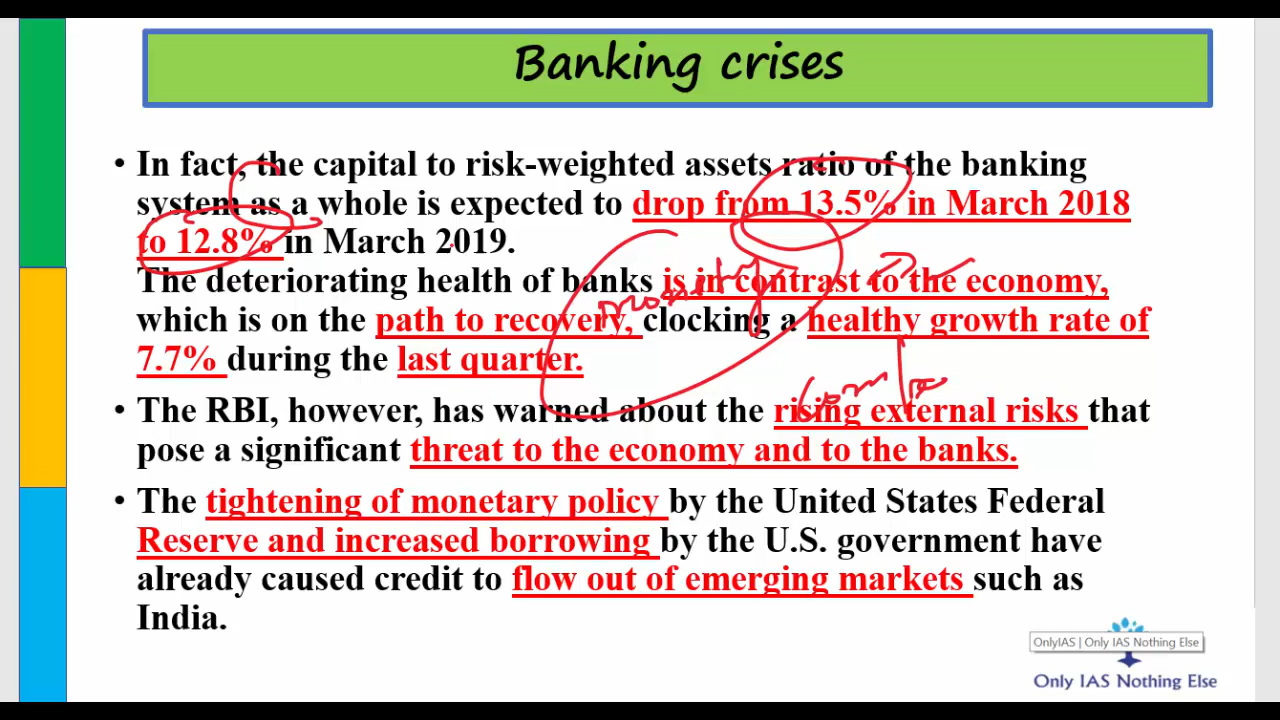 Banking crises
• In fact, the capital to risk-weighted assets ratio of the banking
system as a whole is expected to drop from 13.5% in March 2018
to 12.8% in March 2019.
The deteriorating health of banks is in contrast to the economy,
which is on the path to recovery, clocking a healthy growth rate of
7.7% during the last quarter.
• The RBI, however, has warned about the rising external risks that
pose a significant threat to the economy and to the banks.
• The tightening of monetary policy by the United States Federal
Reserve and increased borrowing by the U.S. government have
already caused credit to flow out of emerging markets such as
India.
OnlyIAS | Only IAS Nothing Else
Only IAS Nothing Else